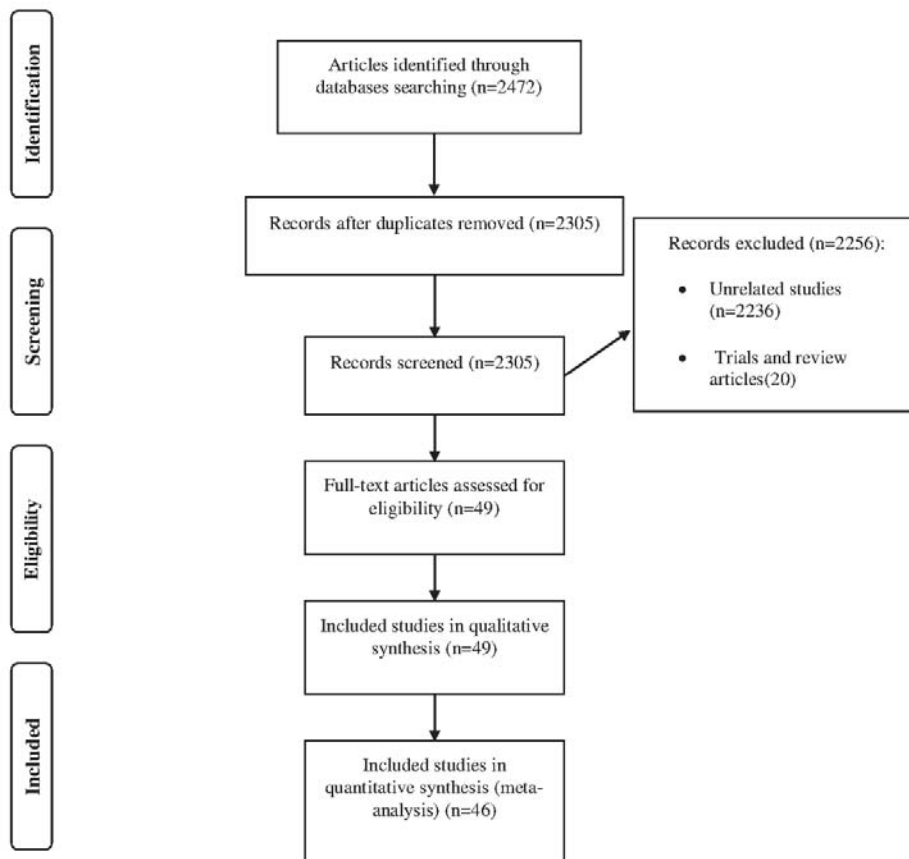 Identification
Articles identified through
databases searching (n=2472)
Records after duplicates removed (n=2305)
Screening
Records screened (n=2305)
Records excluded (n=2256):
• Unrelated studies
(n=2236)
• Trials and review
articles(20)
Eligibility
Full-text articles assessed for
eligibility (n=49)
Included studies in qualitative
synthesis (n=49)
Included
Included studies in
quantitative synthesis (meta-
analysis) (n=46)